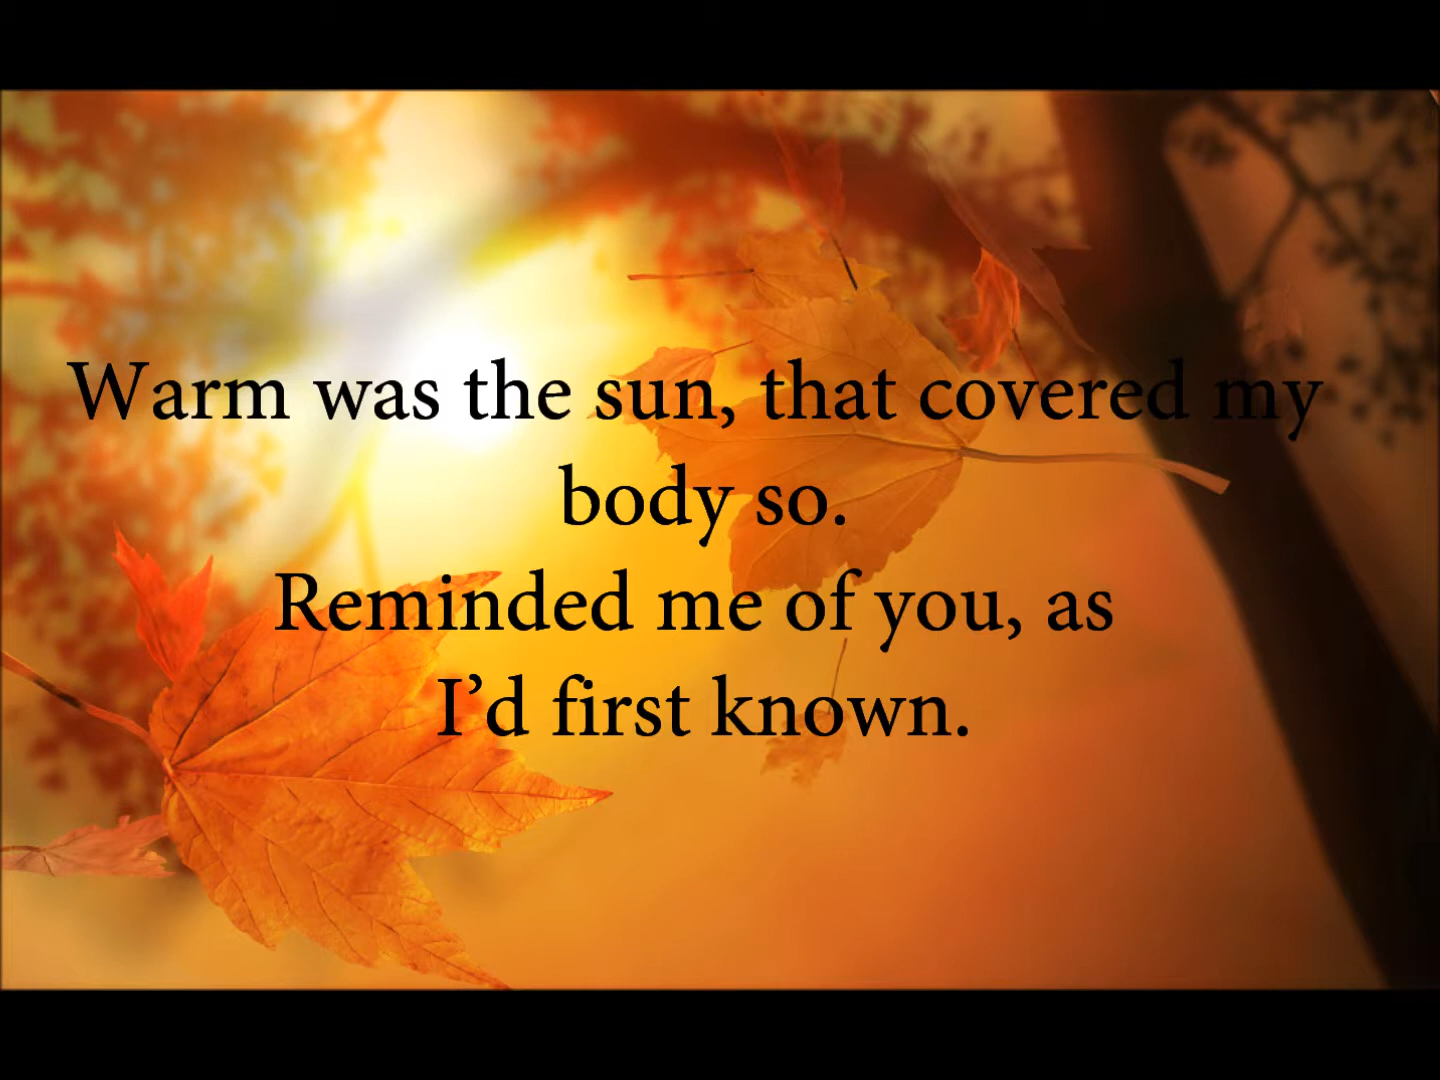 Warm was the sun, that covered my
body so.
Reminded me of you, as
I’d first known.